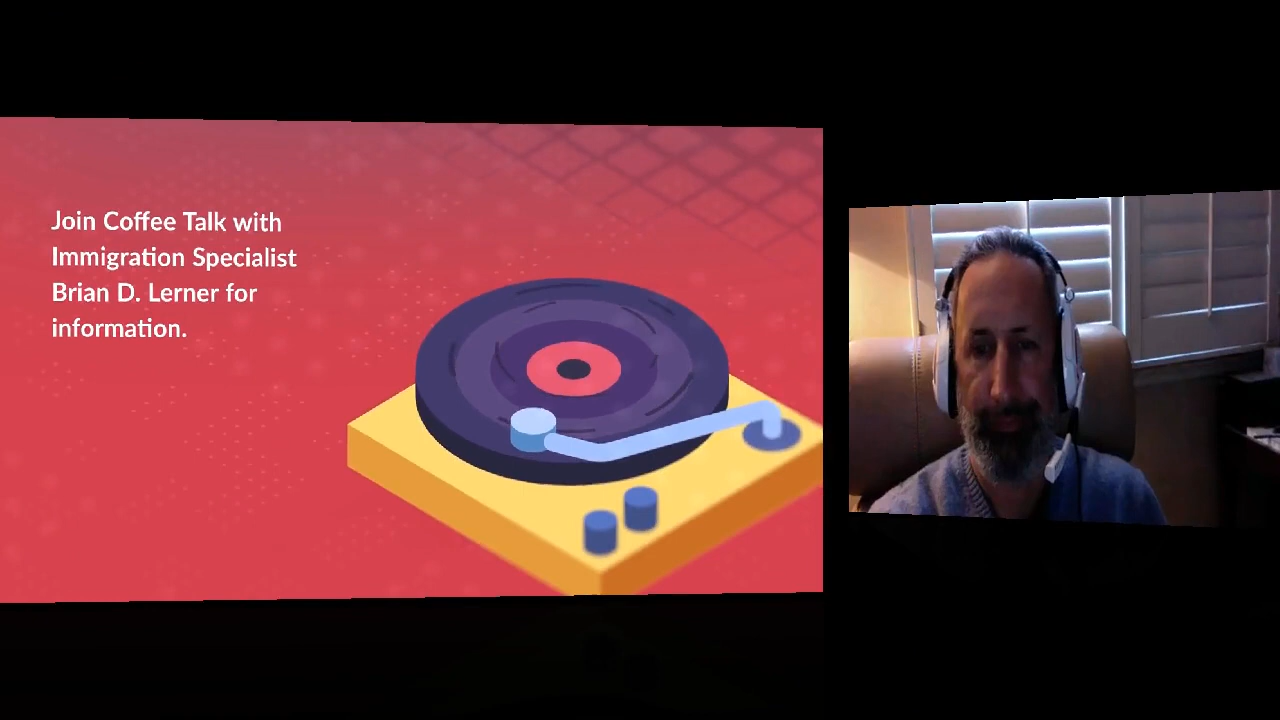 Join Coffee Talk with
Immigration Specialist
Brian D. Lerner for
information.